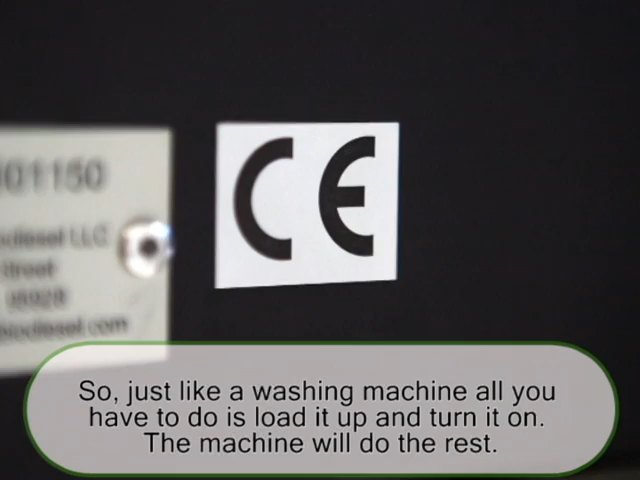 01150
LLC
Street
95928
biodiesel.com
CE
So, just like a washing machine all you
have to do is load it up and turn it on.
The machine will do the rest.